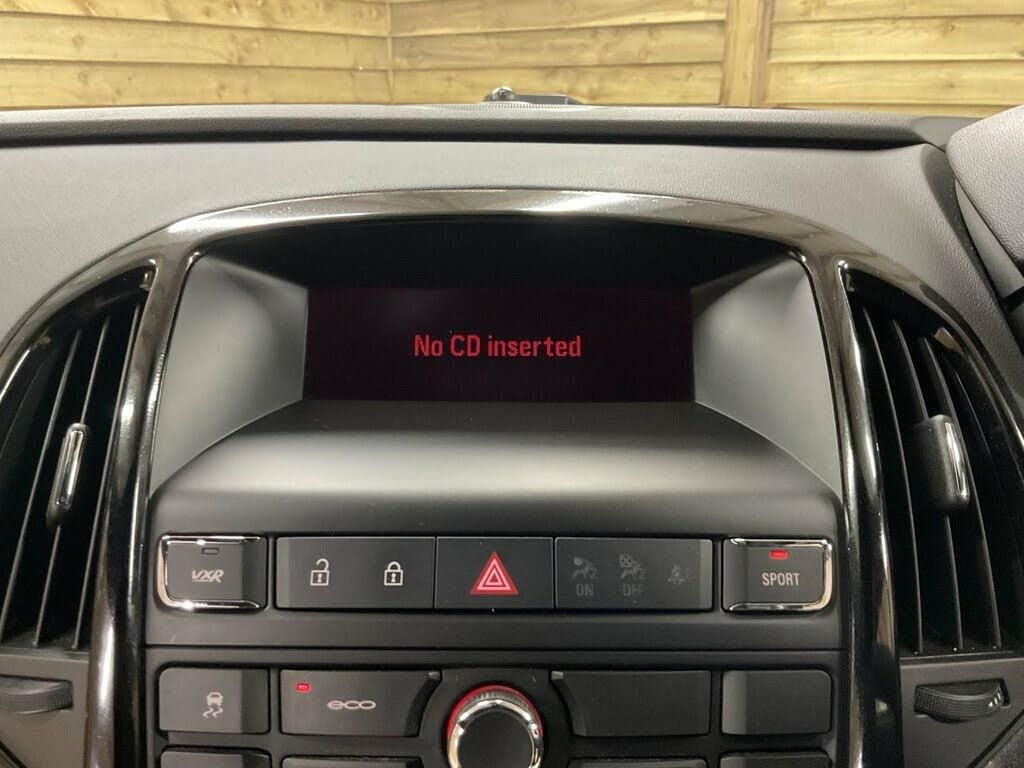 No CD inserted
VXR
ON
OFF
SPORT
eco